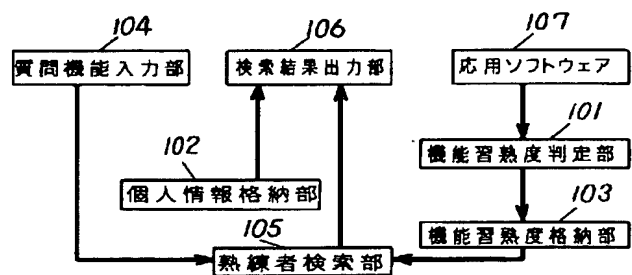 104
質問機能入力部
106
検索結果出力部
107
応用ソフトウェア
101
機能習熟度判定部
102
個人情報格納部
103
機能習熟度格納部
105
熟練者検索部